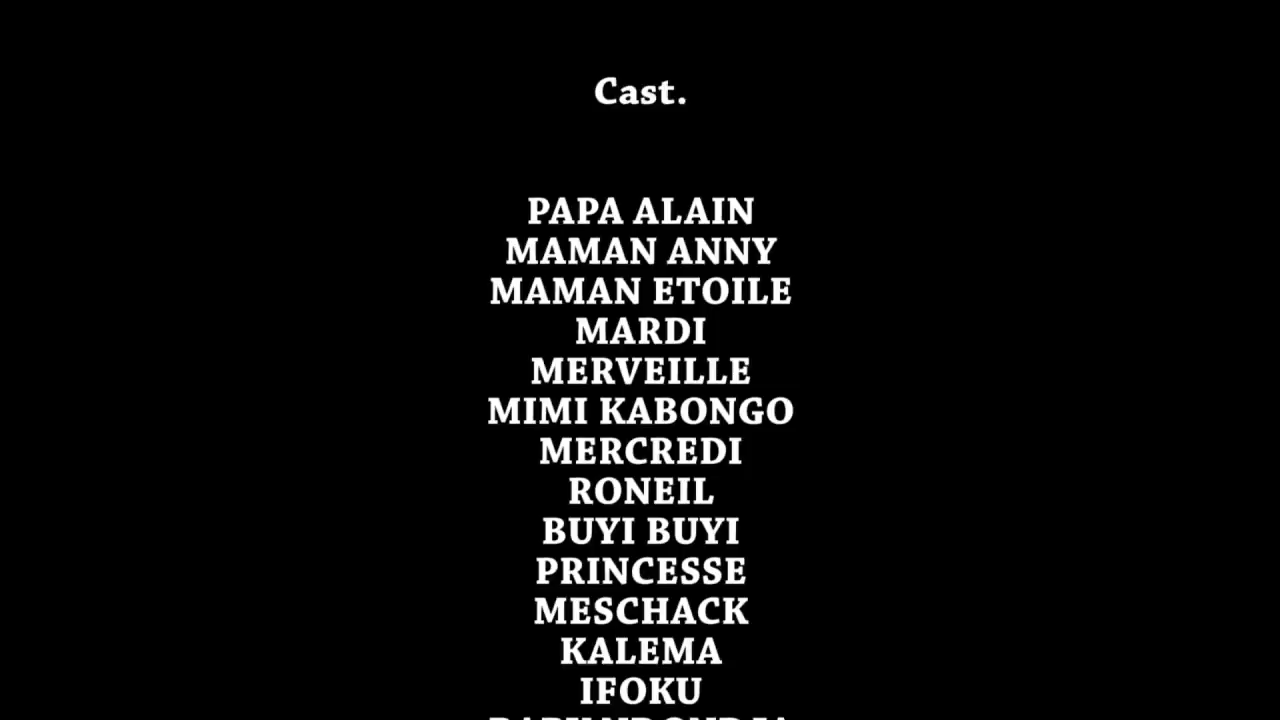 Cast.
PAPA ALAIN
MAMAN ANNY
MAMAN ETOILE
MARDI
MERVEILLE
MIMI KABONGO
MERCREDI
RONEIL
BUYI BUYI
PRINCESSE
MESCHACK
KALEMA
IFOKU